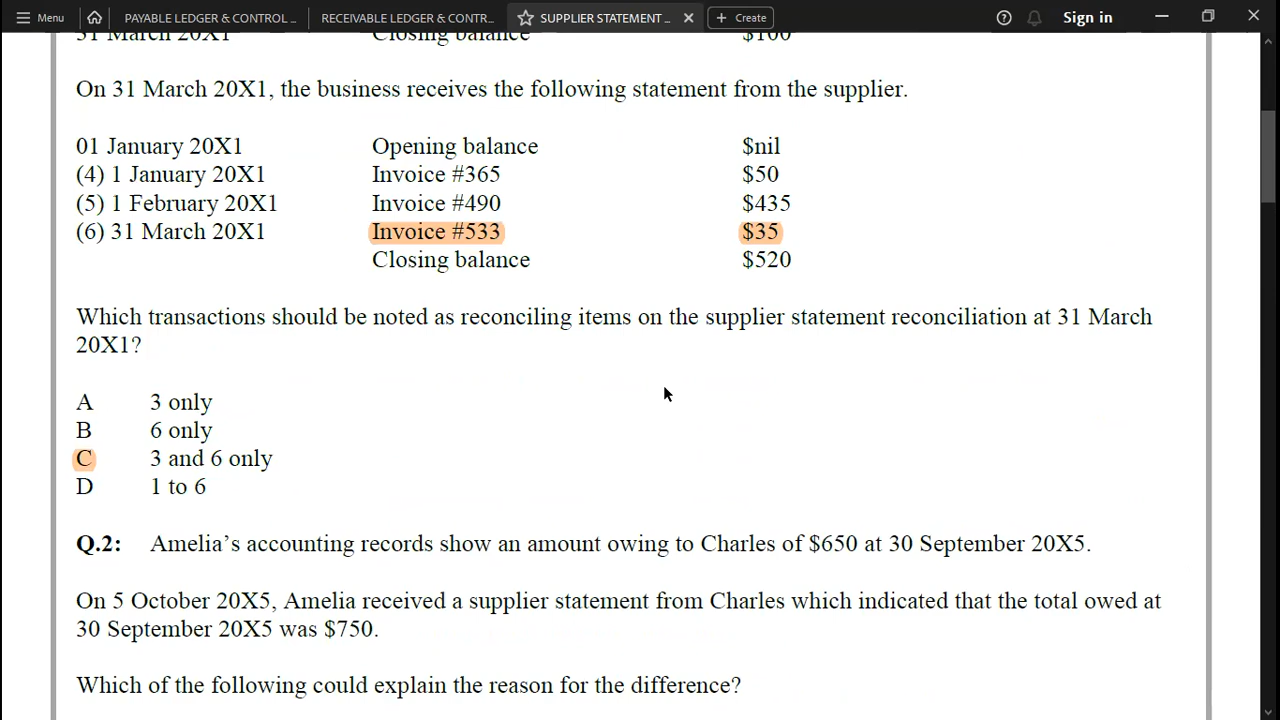 Menu PAYABLE LEDGER & CONTROL ... RECEIVABLE LEDGER & CONTR... SUPPLIER STATEMENT ... Create Sign in
31 March 20X1 Closing balance $100
On 31 March 20X1, the business receives the following statement from the supplier.
01 January 20X1 Opening balance $nil
(4) 1 January 20X1 Invoice #365 $50
(5) 1 February 20X1 Invoice #490 $435
(6) 31 March 20X1 Invoice #533 $35
Closing balance $520
Which transactions should be noted as reconciling items on the supplier statement reconciliation at 31 March
20X1?
A 3 only
B 6 only
C 3 and 6 only
D 1 to 6
Q.2: Amelia’s accounting records show an amount owing to Charles of $650 at 30 September 20X5.
On 5 October 20X5, Amelia received a supplier statement from Charles which indicated that the total owed at
30 September 20X5 was $750.
Which of the following could explain the reason for the difference?